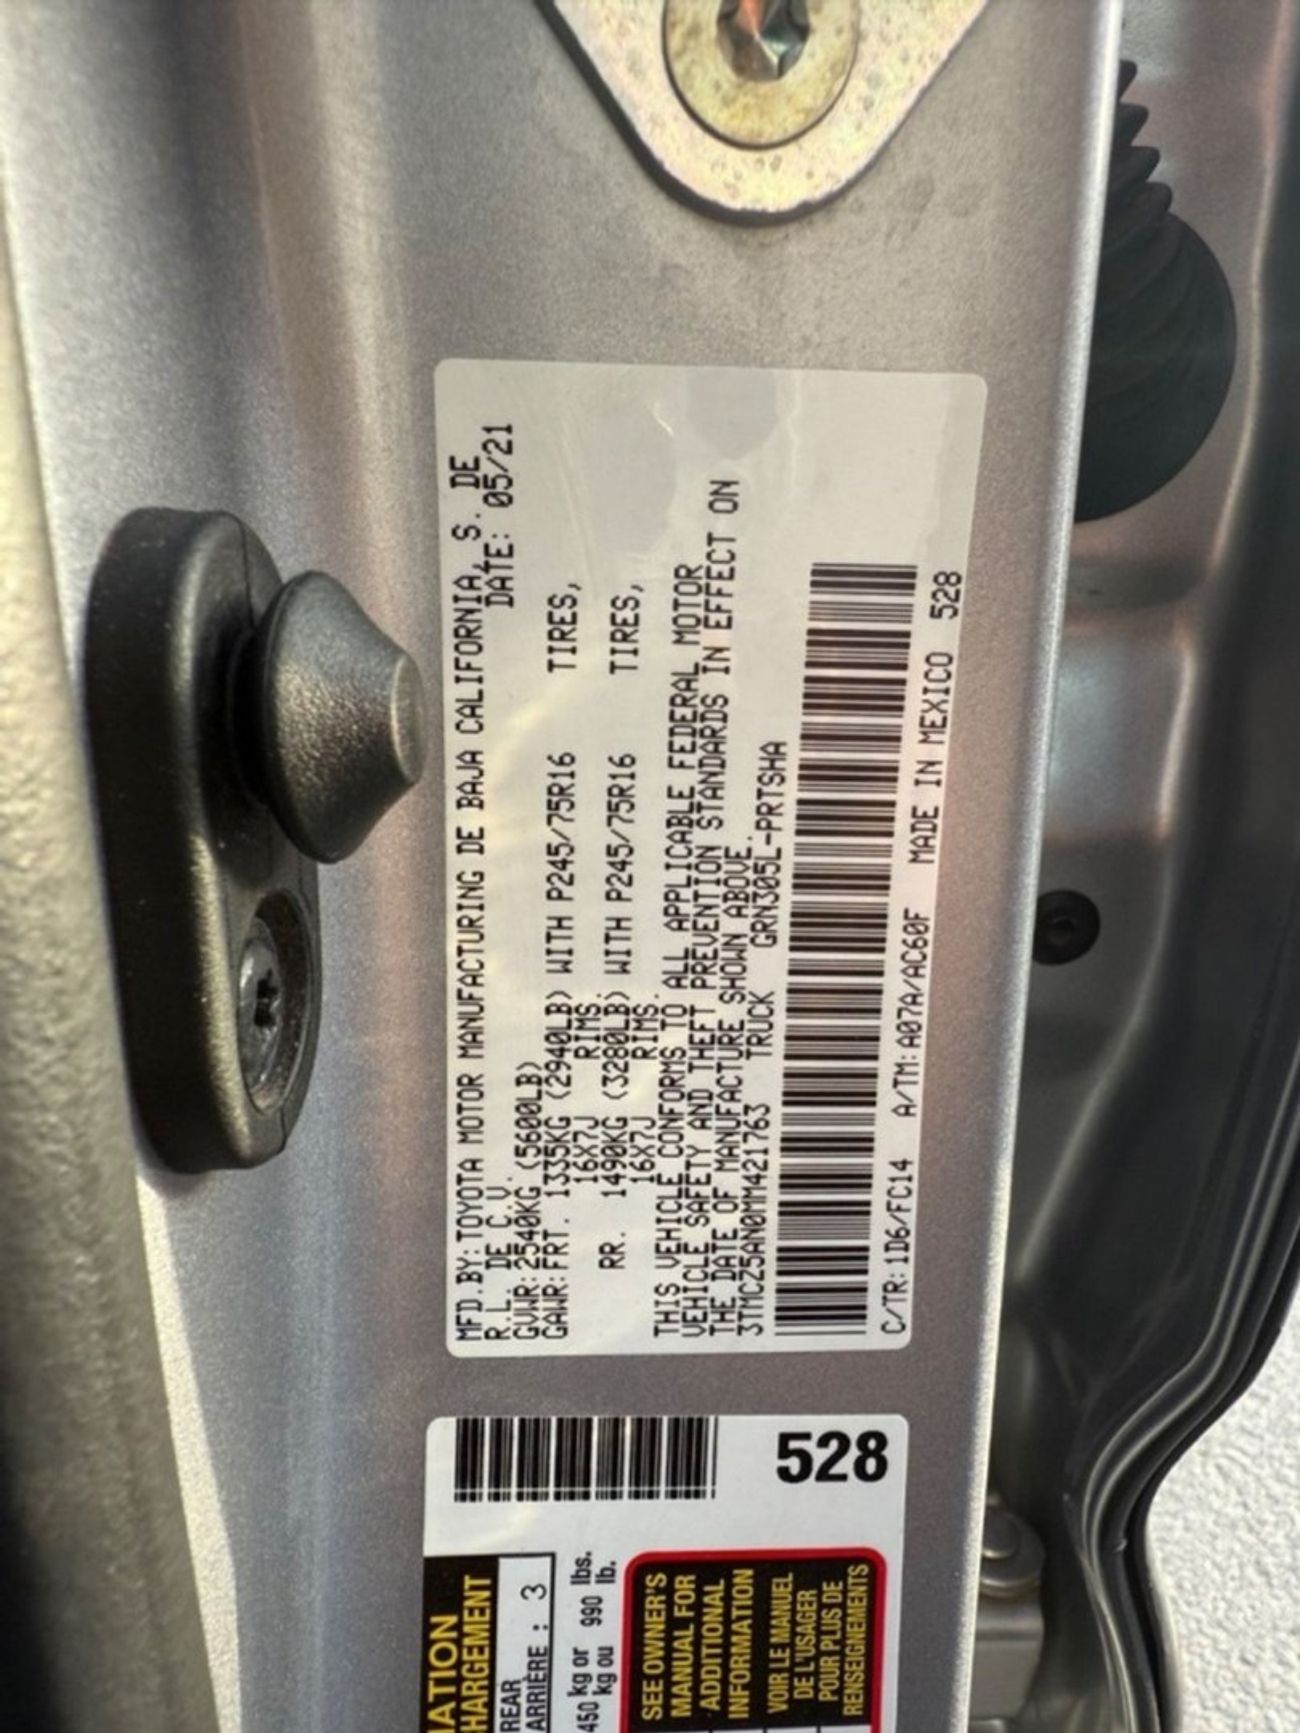 MFD.BY:TOYOTA MOTOR MANUFACTURING DE BAJA CALIFORNIA, S. DE
R.L. DE C.V. DATE: 05/21
GVWR:2540KG (5600LB)
GAWR:FRT. 1335KG (2940LB) WITH P245/75R16 TIRES,
16X7J RIMS.
RR. 1490KG (3280LB) WITH P245/75R16 TIRES,
16X7J RIMS.
THIS VEHICLE CONFORMS TO ALL APPLICABLE FEDERAL MOTOR
VEHICLE SAFETY AND THEFT PREVENTION STANDARDS IN EFFECT ON
THE DATE OF MANUFACTURE SHOWN ABOVE.
3TMCZ5AN0MM421763 TRUCK GRN305L-PRTSHA
C/TR:1D6/FC14 A/TM:A07A/AC60F MADE IN MEXICO 528
528
REAR
ARRIÈRE : 3
450 kg or 990 lbs.
kg ou lb.
SEE OWNER'S
MANUAL FOR
ADDITIONAL
INFORMATION
VOIR LE MANUEL
DE L'USAGER
POUR PLUS DE
RENSEIGNEMENTS